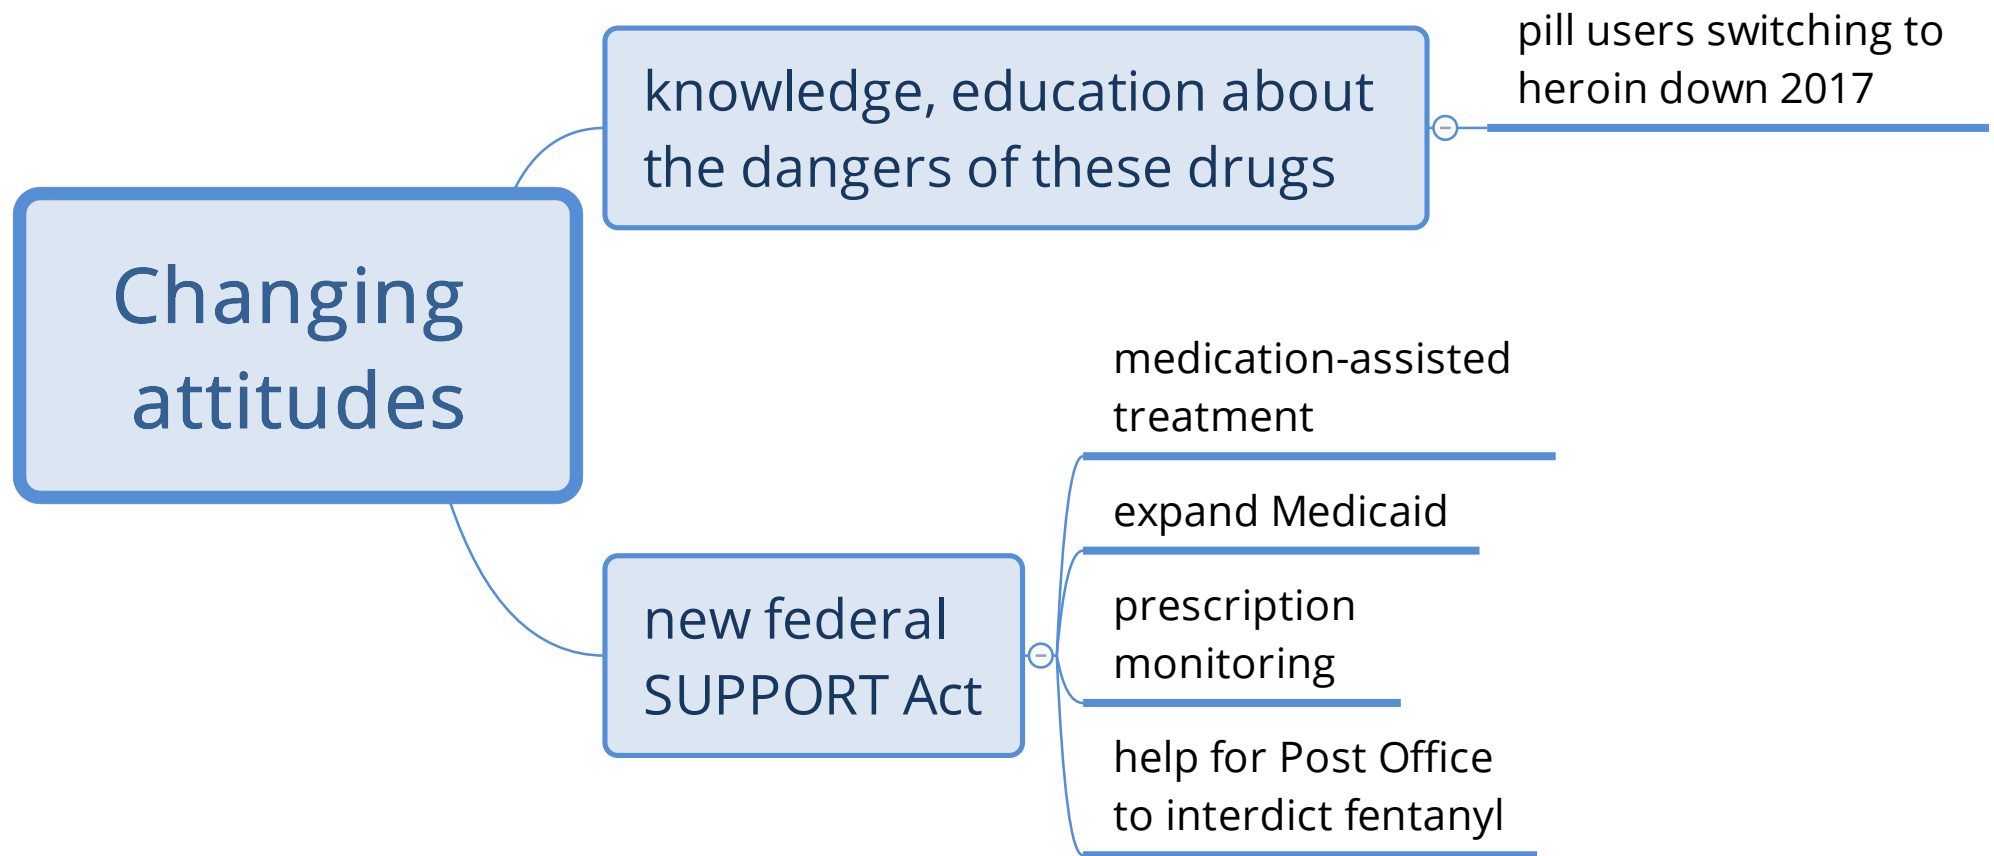 Changing
attitudes
knowledge, education about
the dangers of these drugs
pill users switching to
heroin down 2017
new federal
SUPPORT Act
medication-assisted
treatment
expand Medicaid
prescription
monitoring
help for Post Office
to interdict fentanyl